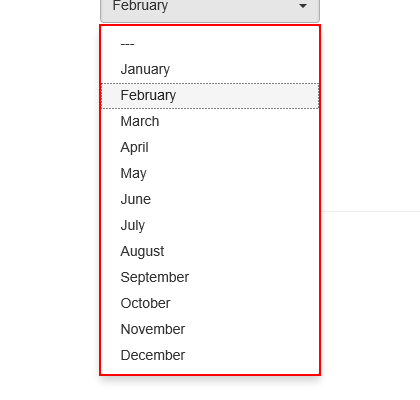 February
---
January
February
March
April
May
June
July
August
September
October
November
December